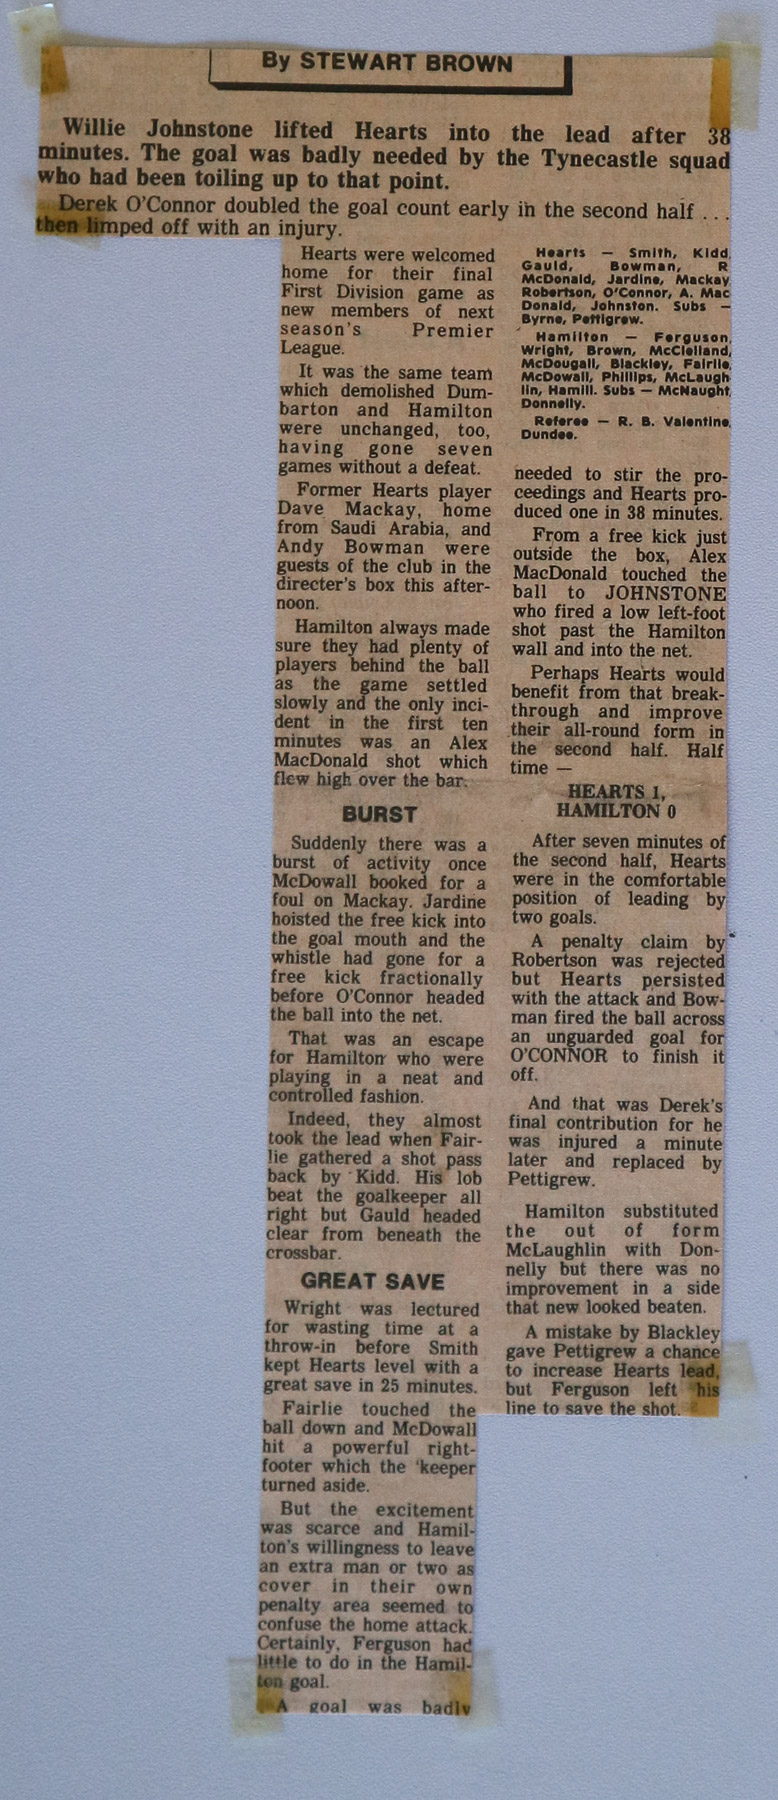 By STEWART BROWN
Willie Johnstone lifted Hearts into the lead after 38
minutes. The goal was badly needed by the Tynecastle squad
who had been toiling up to that point.
Derek O'Connor doubled the goal count early in the second half ...
then limped off with an injury.
Hearts were welcomed
home for their final
First Division game as
new members of next
season's Premier
League.
It was the same team
which demolished Dum-
barton and Hamilton
were unchanged, too,
having gone seven
games without a defeat.
Former Hearts player
Dave Mackay, home
from Saudi Arabia, and
Andy Bowman were
guests of the club in the
directer's box this after-
noon.
Hamilton always made
sure they had plenty of
players behind the ball
as the game settled
slowly and the only inci-
dent in the first ten
minutes was an Alex
MacDonald shot which
flew high over the bar.
BURST
Suddenly there was a
burst of activity once
McDowall booked for a
foul on Mackay. Jardine
hoisted the free kick into
the goal mouth and the
whistle had gone for a
free kick fractionally
before O'Connor headed
the ball into the net.
That was an escape
for Hamilton who were
playing in a neat and
controlled fashion.
Indeed, they almost
took the lead when Fair-
lie gathered a shot pass
back by Kidd. His lob
beat the goalkeeper all
right but Gauld headed
clear from beneath the
crossbar.
GREAT SAVE
Wright was lectured
for wasting time at a
throw-in before Smith
kept Hearts level with a
great save in 25 minutes.
Fairlie touched the
ball down and McDowall
hit a powerful right-
footer which the 'keeper
turned aside.
But the excitement
was scarce and Hamil-
ton's willingness to leave
an extra man or two as
cover in their own
penalty area seemed to
confuse the home attack.
Certainly, Ferguson had
little to do in the Hamil-
ton goal.
A goal was badly
Hearts — Smith, Kidd,
Gauld, Bowman, R
McDonald, Jardine, Mackay
Robertson, O'Connor, A. Mac
Donald, Johnston. Subs —
Byrne, Pettigrew.
Hamilton — Ferguson,
Wright, Brown, McClelland,
McDougall, Blackley, Fairlie,
McDowall, Phillips, McLaugh
lin, Hamill. Subs — McNaught,
Donnelly.
Referee — R. B. Valentine,
Dundee.
needed to stir the pro-
ceedings and Hearts pro-
duced one in 38 minutes.
From a free kick just
outside the box, Alex
MacDonald touched the
ball to JOHNSTONE
who fired a low left-foot
shot past the Hamilton
wall and into the net.
Perhaps Hearts would
benefit from that break-
through and improve
their all-round form in
the second half. Half
time —
HEARTS 1,
HAMILTON 0
After seven minutes of
the second half, Hearts
were in the comfortable
position of leading by
two goals.
A penalty claim by
Robertson was rejected
but Hearts persisted
with the attack and Bow-
man fired the ball across
an unguarded goal for
O'CONNOR to finish it
off.
And that was Derek's
final contribution for he
was injured a minute
later and replaced by
Pettigrew.
Hamilton substituted
the out of form
McLaughlin with Don-
nelly but there was no
improvement in a side
that new looked beaten.
A mistake by Blackley
gave Pettigrew a chance
to increase Hearts lead,
but Ferguson left his
line to save the shot.